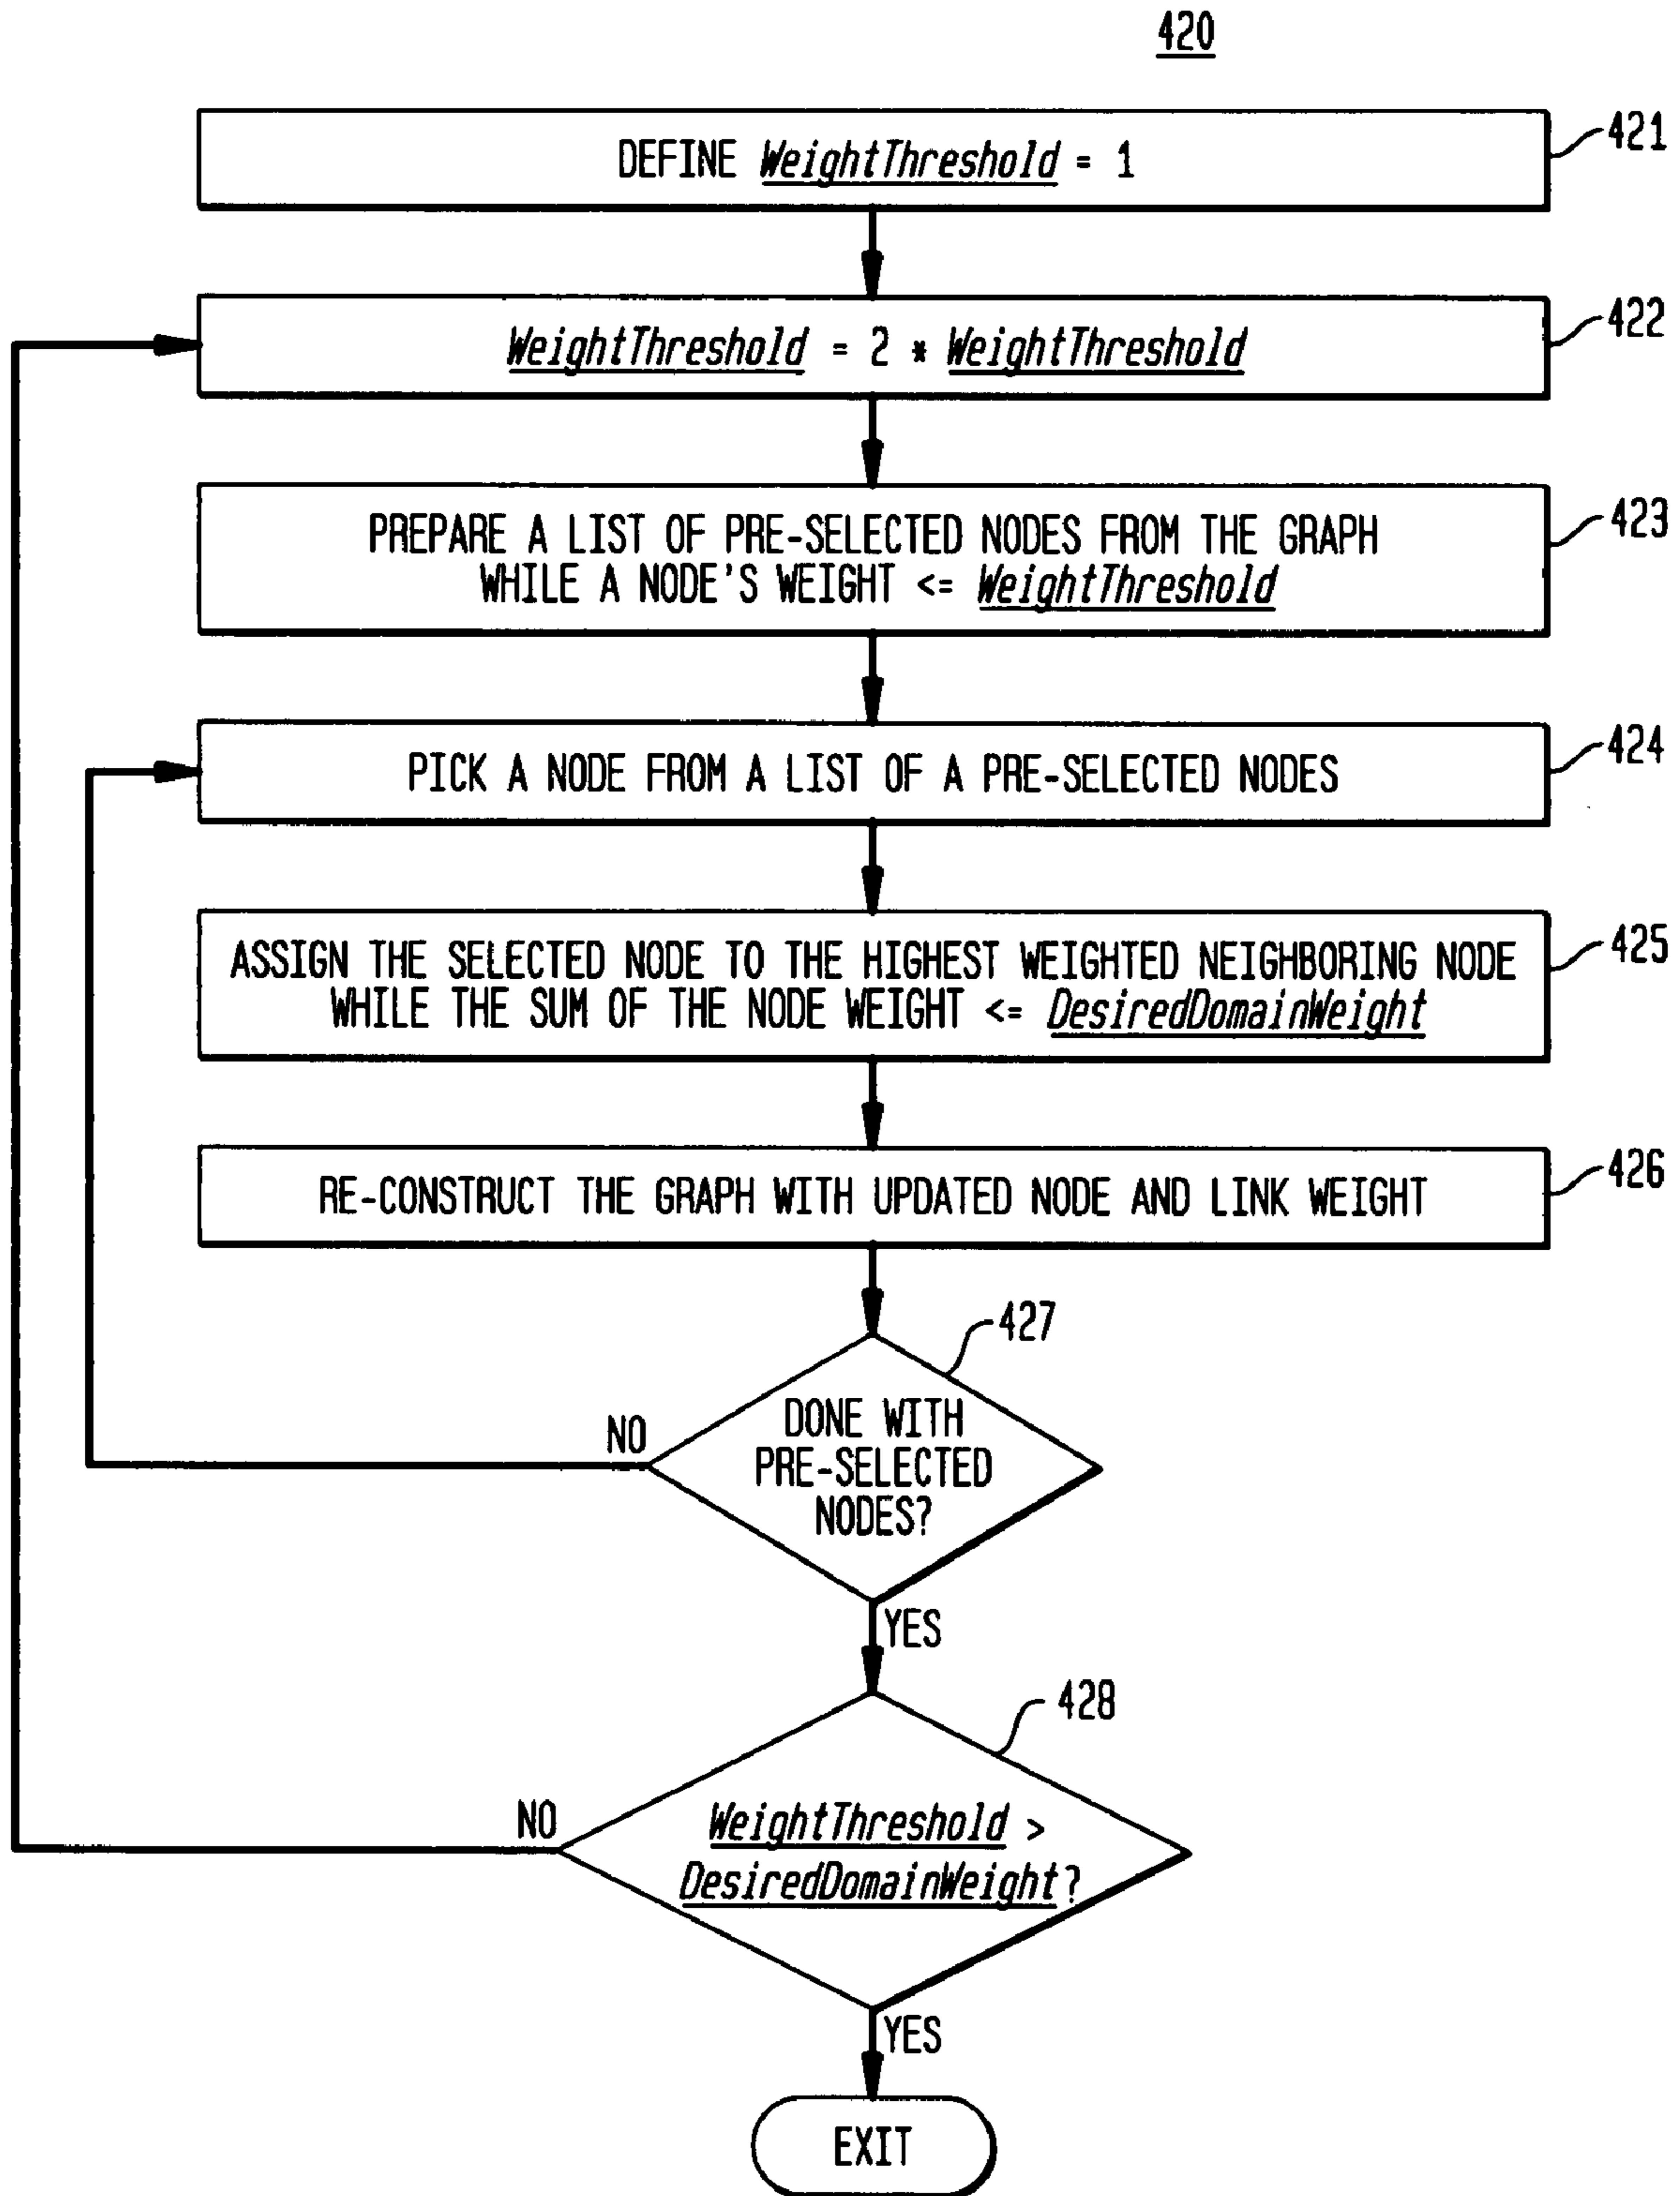 420
DEFINE WeightThreshold = 1
421
WeightThreshold = 2 * WeightThreshold
422
PREPARE A LIST OF PRE-SELECTED NODES FROM THE GRAPH
WHILE A NODE'S WEIGHT <= WeightThreshold
423
PICK A NODE FROM A LIST OF A PRE-SELECTED NODES
424
ASSIGN THE SELECTED NODE TO THE HIGHEST WEIGHTED NEIGHBORING NODE
WHILE THE SUM OF THE NODE WEIGHT <= DesiredDomainWeight
425
RE-CONSTRUCT THE GRAPH WITH UPDATED NODE AND LINK WEIGHT
426
427
DONE WITH
PRE-SELECTED
NODES?
NO
YES
428
WeightThreshold >
DesiredDomainWeight?
NO
YES
EXIT